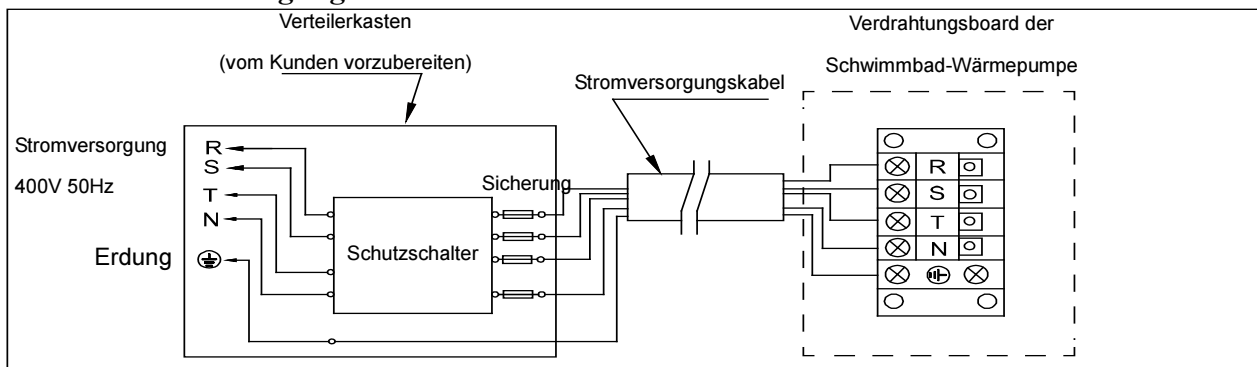 Verteilerkasten
(vom Kunden vorzubereiten)
Verdrahtungsboard der
Schwimmbad-Wärmepumpe
Stromversorgungskabel
Stromversorgung
400V 50Hz
R
S
T
N
Erdung
Sicherung
Schutzschalter
R
S
T
N